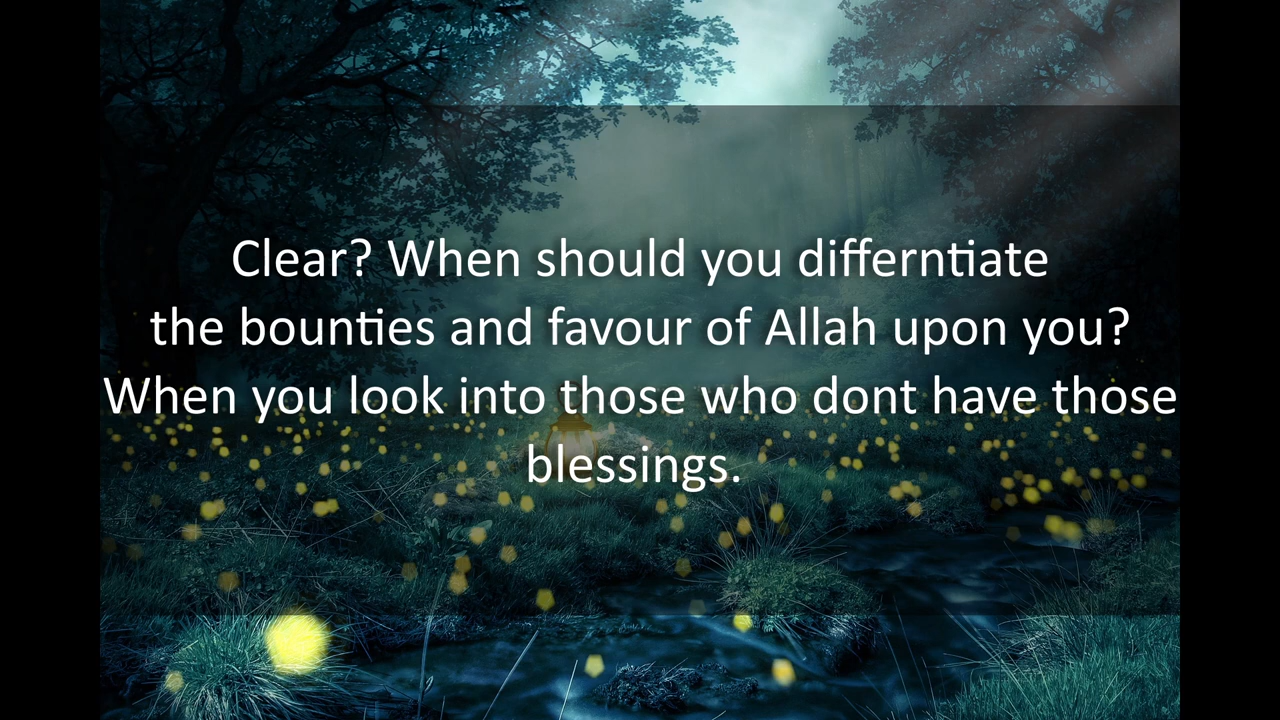 Clear? When should you differntiate
the bounties and favour of Allah upon you?
When you look into those who dont have those
blessings.